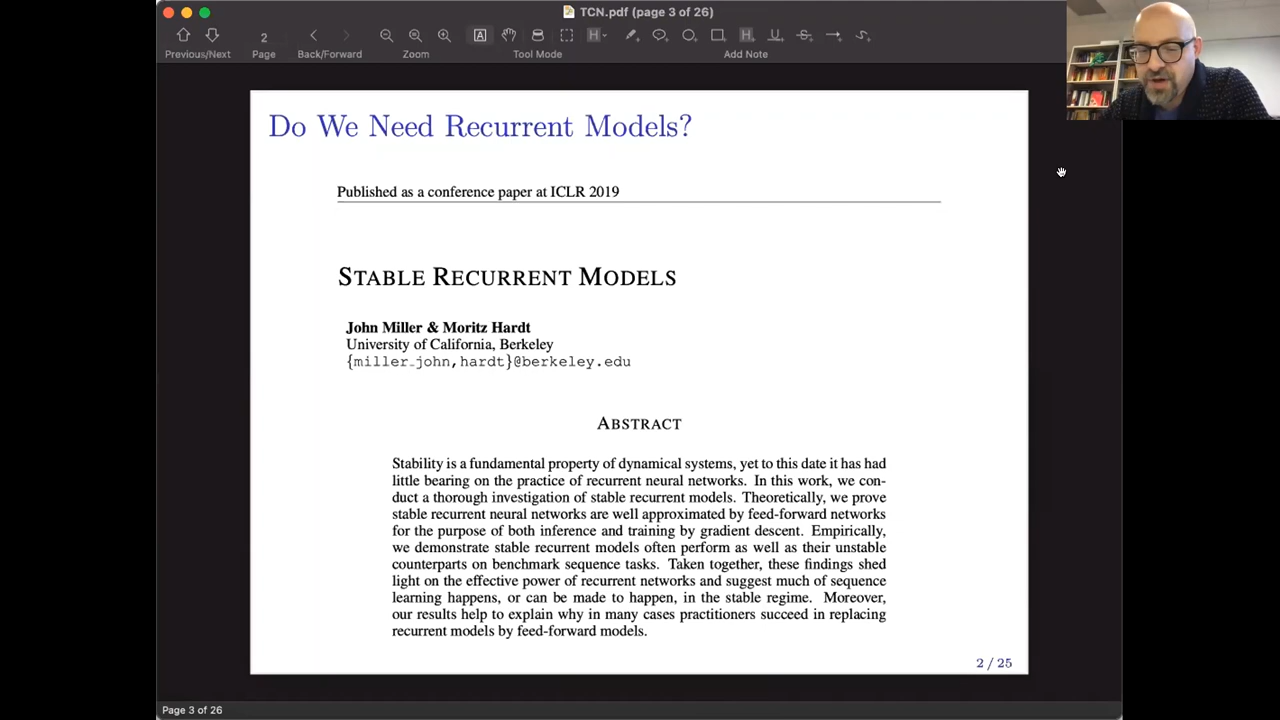 TCN.pdf (page 3 of 26)
2
Previous/Next
Page
Back/Forward
Zoom
Tool Mode
Add Note
Do We Need Recurrent Models?
Published as a conference paper at ICLR 2019
STABLE RECURRENT MODELS
John Miller & Moritz Hardt
University of California, Berkeley
{miller_john,hardt}@berkeley.edu
ABSTRACT
Stability is a fundamental property of dynamical systems, yet to this date it has had
little bearing on the practice of recurrent neural networks. In this work, we con-
duct a thorough investigation of stable recurrent models. Theoretically, we prove
stable recurrent neural networks are well approximated by feed-forward networks
for the purpose of both inference and training by gradient descent. Empirically,
we demonstrate stable recurrent models often perform as well as their unstable
counterparts on benchmark sequence tasks. Taken together, these findings shed
light on the effective power of recurrent networks and suggest much of sequence
learning happens, or can be made to happen, in the stable regime. Moreover,
our results help to explain why in many cases practitioners succeed in replacing
recurrent models by feed-forward models.
2 / 25
Page 3 of 26